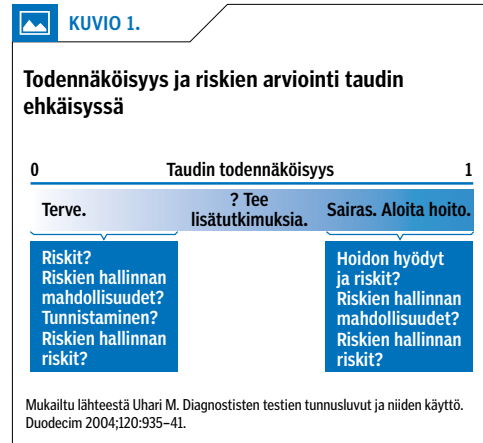 KUVIO 1.
Todennäköisyys ja riskien arviointi taudin
ehkäisyssä
0 Taudin todennäköisyys 1
Terve.
? Tee
lisätutkimuksia.
Sairas. Aloita hoito.
Riskit?
Riskien hallinnan
mahdollisuudet?
Tunnistaminen?
Riskien hallinnan
riskit?
Hoidon hyödyt
ja riskit?
Riskien hallinnan
mahdollisuudet?
Riskien hallinnan
riskit?
Mukailtu lähteestä Uhari M. Diagnostisten testien tunnusluvut ja niiden käyttö.
Duodecim 2004;120:935–41.